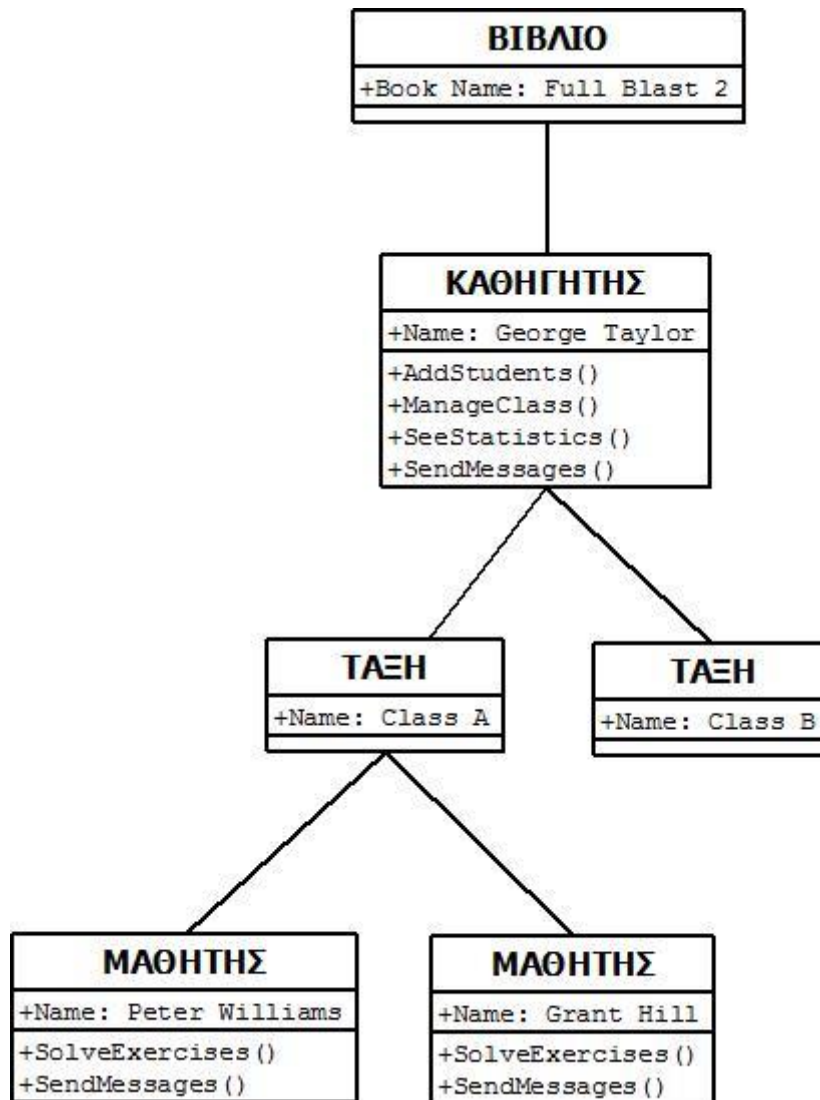 ΒΙΒΛΙΟ
+Book Name: Full Blast 2
ΚΑΘΗΓΗΤΗΣ
+Name: George Taylor
+AddStudents()
+ManageClass()
+SeeStatistics()
+SendMessages()
ΤΑΞΗ
+Name: Class A
ΤΑΞΗ
+Name: Class B
ΜΑΘΗΤΗΣ
+Name: Peter Williams
+SolveExercises()
+SendMessages()
ΜΑΘΗΤΗΣ
+Name: Grant Hill
+SolveExercises()
+SendMessages()